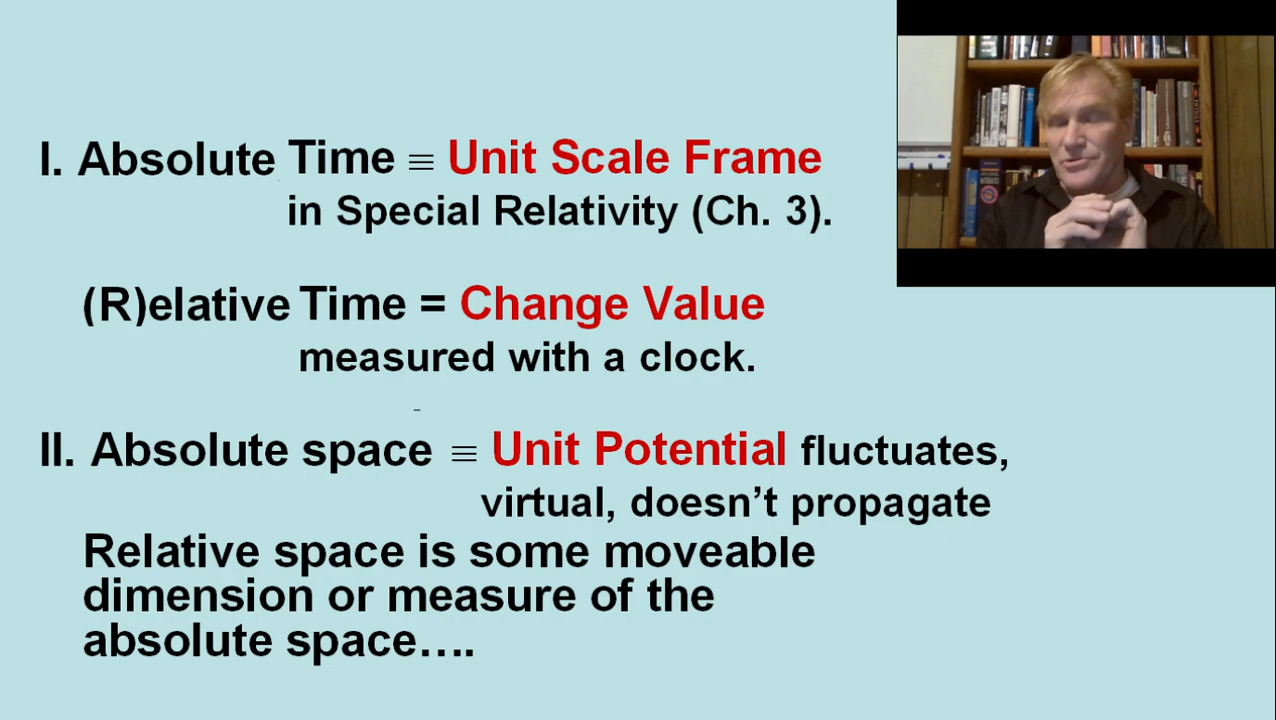 I. Absolute Time ≡ Unit Scale Frame
in Special Relativity (Ch. 3).
(R)elative Time = Change Value
measured with a clock.
II. Absolute space ≡ Unit Potential fluctuates,
virtual, doesn't propagate
Relative space is some moveable
dimension or measure of the
absolute space….